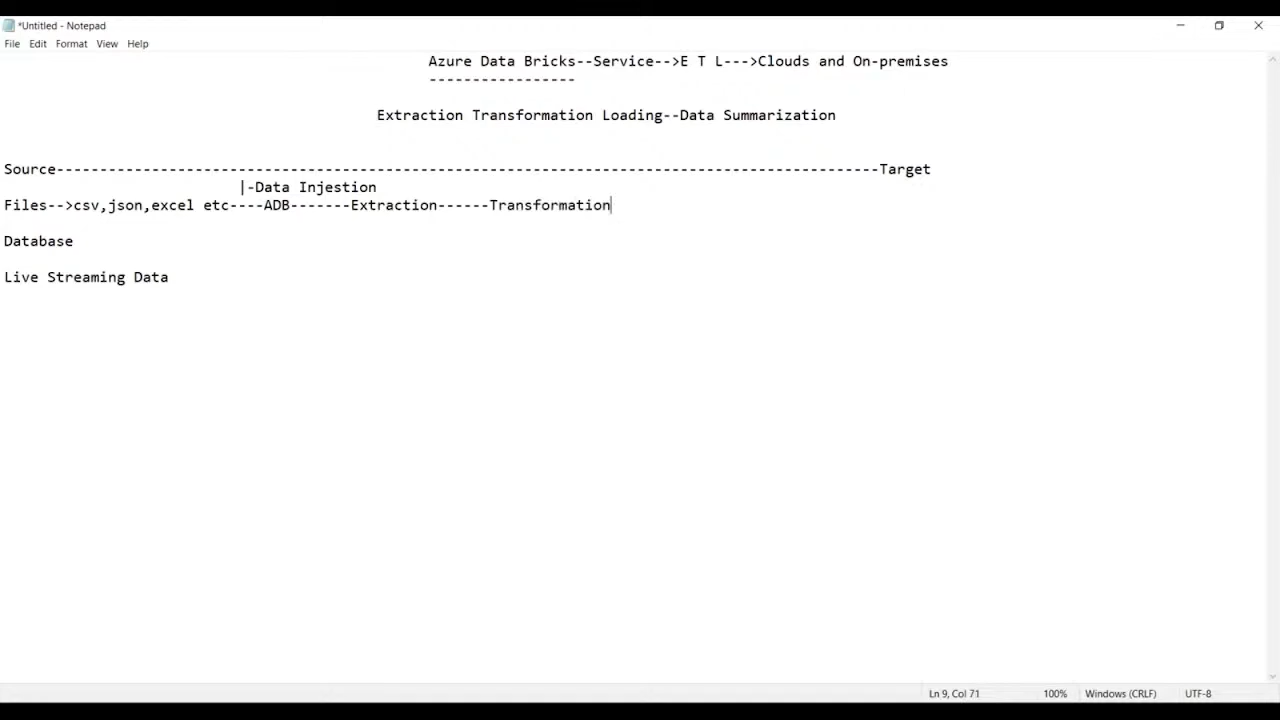 *Untitled - Notepad
File Edit Format View Help
Azure Data Bricks--Service-->E T L--->Clouds and On-premises
-----------------
Extraction Transformation Loading--Data Summarization
Source-----------------------------------------------------------------------------------------------Target
|-Data Injestion
Files-->csv,json,excel etc----ADB-------Extraction------Transformation
Database
Live Streaming Data
Ln 9, Col 71 100% Windows (CRLF) UTF-8